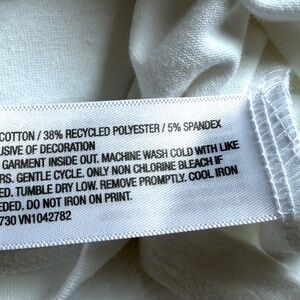 COTTON / 38% RECYCLED POLYESTER / 5% SPANDEX
USIVE OF DECORATION
GARMENT INSIDE OUT. MACHINE WASH COLD WITH LIKE
RS. GENTLE CYCLE. ONLY NON CHLORINE BLEACH IF
ED. TUMBLE DRY LOW. REMOVE PROMPTLY. COOL IRON
EDED. DO NOT IRON ON PRINT.
730 VN1042782